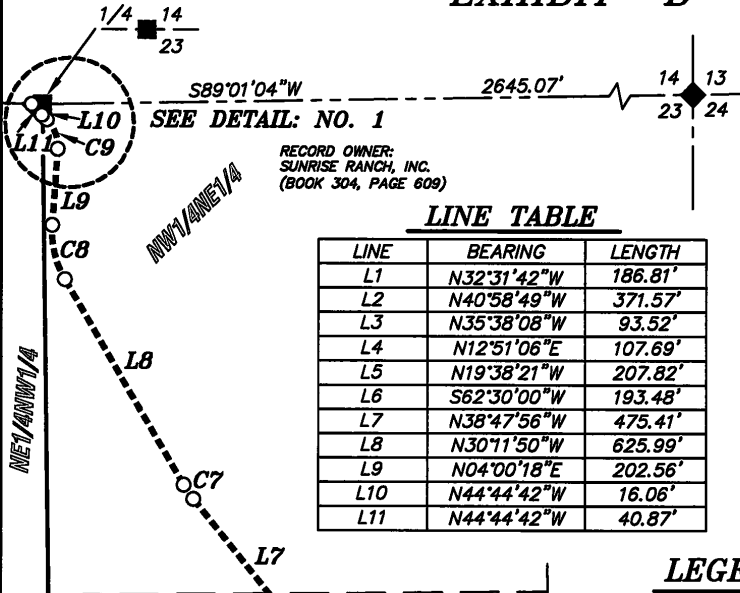 EXHIBIT "B"
1/4 14
23
S89°01'04"W 2645.07'
14 13
23 24
SEE DETAIL: NO. 1
L10
L11
C9
RECORD OWNER:
SUNRISE RANCH, INC.
(BOOK 304, PAGE 609)
NW1/4NE1/4
L9
C8
L8
NE1/4NW1/4
C7
L7
LINE TABLE
LINE BEARING LENGTH
L1 N32°31'42"W 186.81'
L2 N40°58'49"W 371.57'
L3 N35°38'08"W 93.52'
L4 N12°51'06"E 107.69'
L5 N19°38'21"W 207.82'
L6 S62°30'00"W 193.48'
L7 N38°47'56"W 475.41'
L8 N30°11'50"W 625.99'
L9 N04°00'18"E 202.56'
L10 N44°44'42"W 16.06'
L11 N44°44'42"W 40.87'
LEGE